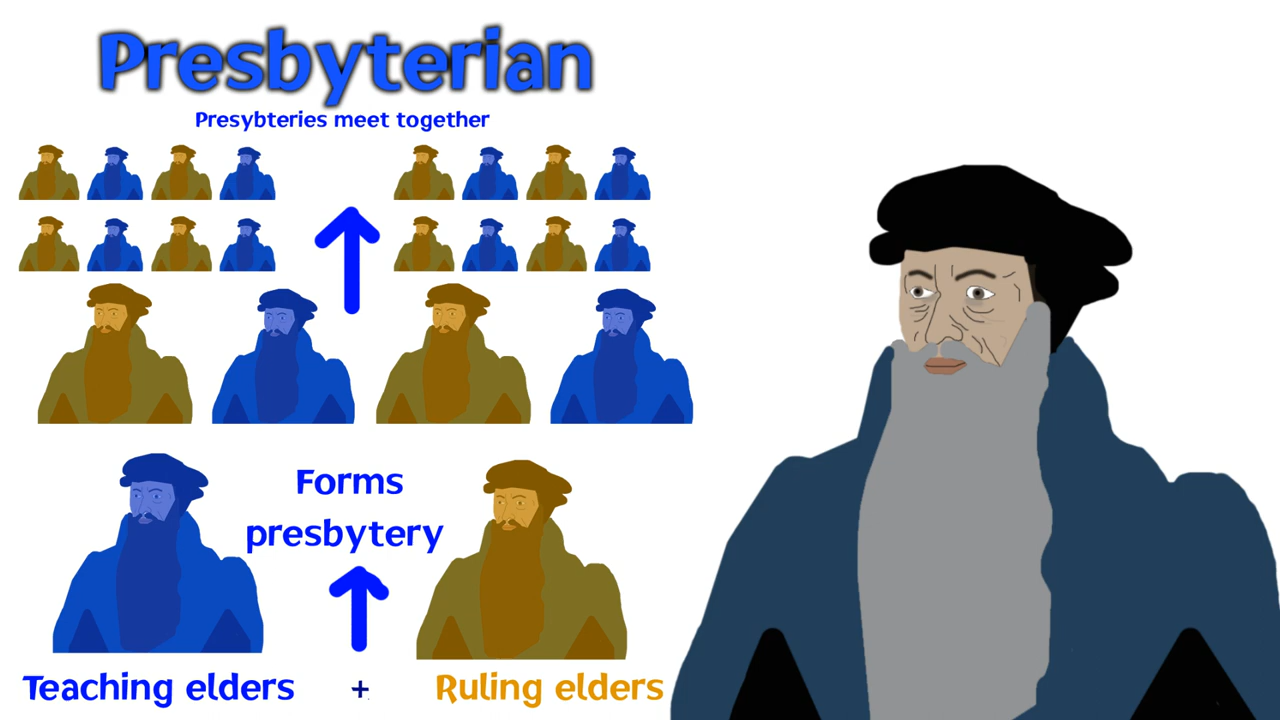 Presbyterian
Presybteries meet together
Forms
presbytery
Teaching elders + Ruling elders